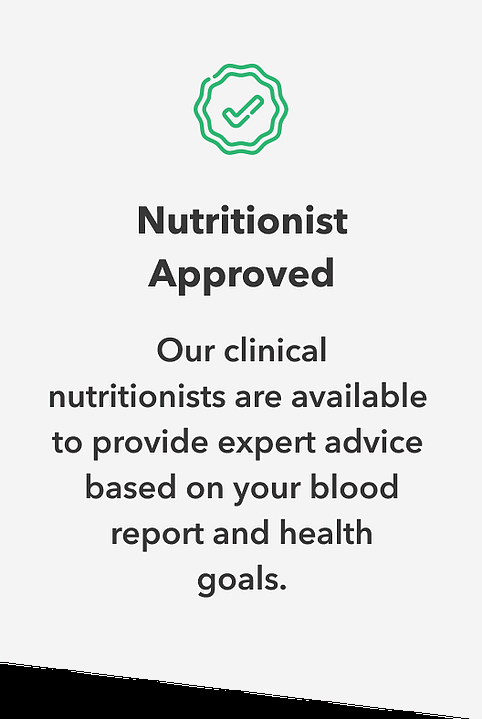 Nutritionist
Approved
Our clinical
nutritionists are available
to provide expert advice
based on your blood
report and health
goals.